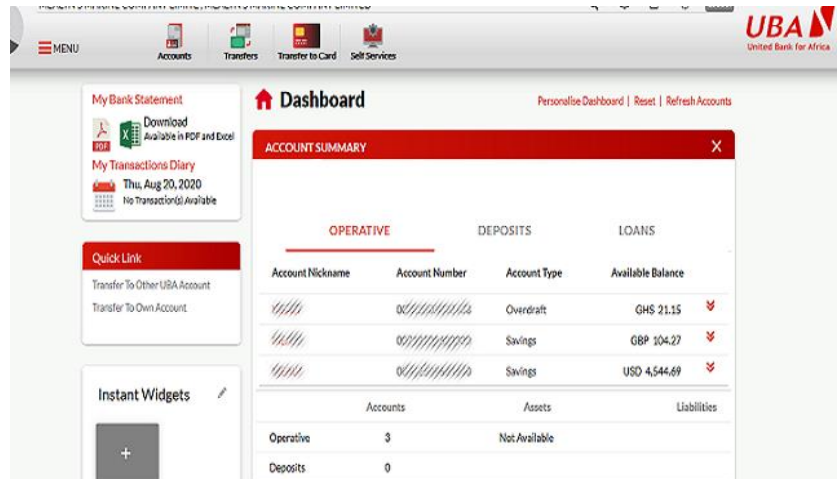 MENU
Accounts
Transfers
Transfer to Card
Self Services
UBA
United Bank for Africa
My Bank Statement
Download
Available in PDF and Excel
PDF
My Transactions Diary
Thu, Aug 20, 2020
No Transaction(s) Available
Quick Link
Transfer To Other UBA Account
Transfer To Own Account
Instant Widgets
+
Dashboard
Personalise Dashboard | Reset | Refresh Accounts
ACCOUNT SUMMARY X
OPERATIVE DEPOSITS LOANS
Account Nickname Account Number Account Type Available Balance
Overdraft GHS 21.15
Savings GBP 104.27
Savings USD 4,544.69
Accounts Assets Liabilities
Operative 3 Not Available
Deposits 0